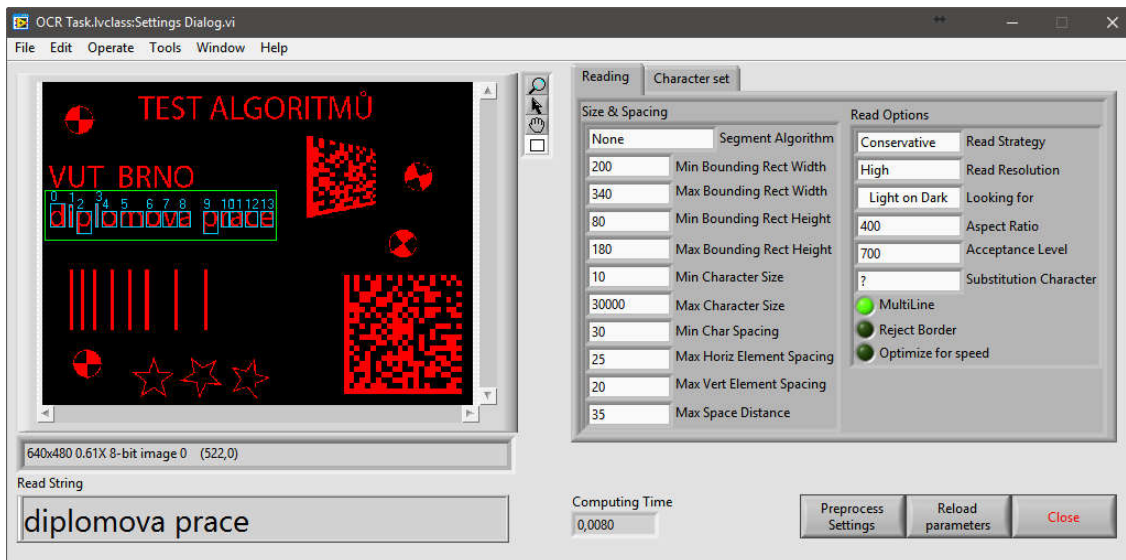 OCR Task.lvclass:Settings Dialog.vi
File Edit Operate Tools Window Help
TEST ALGORITMŮ
VUT BRNO
0 1 2 3 4 5 6 7 8 9 10 11 12 13
diplomova prace
640x480 0.61X 8-bit image 0 (522,0)
Read String
diplomova prace
Reading Character set
Size & Spacing
None Segment Algorithm
200 Min Bounding Rect Width
340 Max Bounding Rect Width
80 Min Bounding Rect Height
180 Max Bounding Rect Height
10 Min Character Size
30000 Max Character Size
30 Min Char Spacing
25 Max Horiz Element Spacing
20 Max Vert Element Spacing
35 Max Space Distance
Read Options
Conservative Read Strategy
High Read Resolution
Light on Dark Looking for
400 Aspect Ratio
700 Acceptance Level
? Substitution Character
MultiLine
Reject Border
Optimize for speed
Computing Time
0,0080
Preprocess
Settings
Reload
parameters
Close